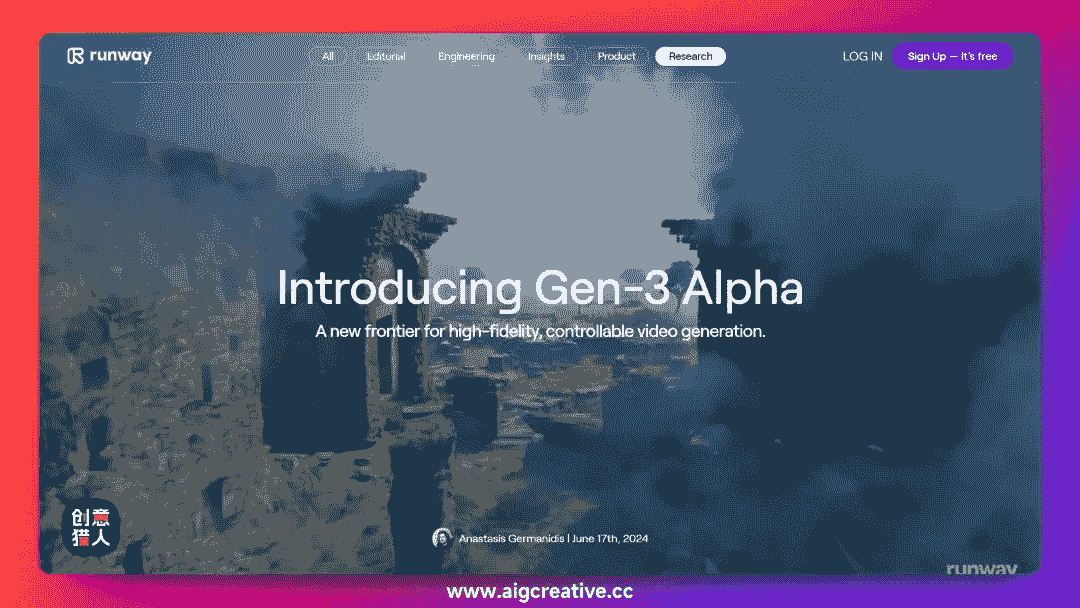 runway
All Editorial Engineering Insights Product Research
LOG IN
Sign Up — It's free
Introducing Gen-3 Alpha
A new frontier for high-fidelity, controllable video generation.
创意
猎人
Anastasis Germanidis | June 17th, 2024
runway
www.aigcreative.cc